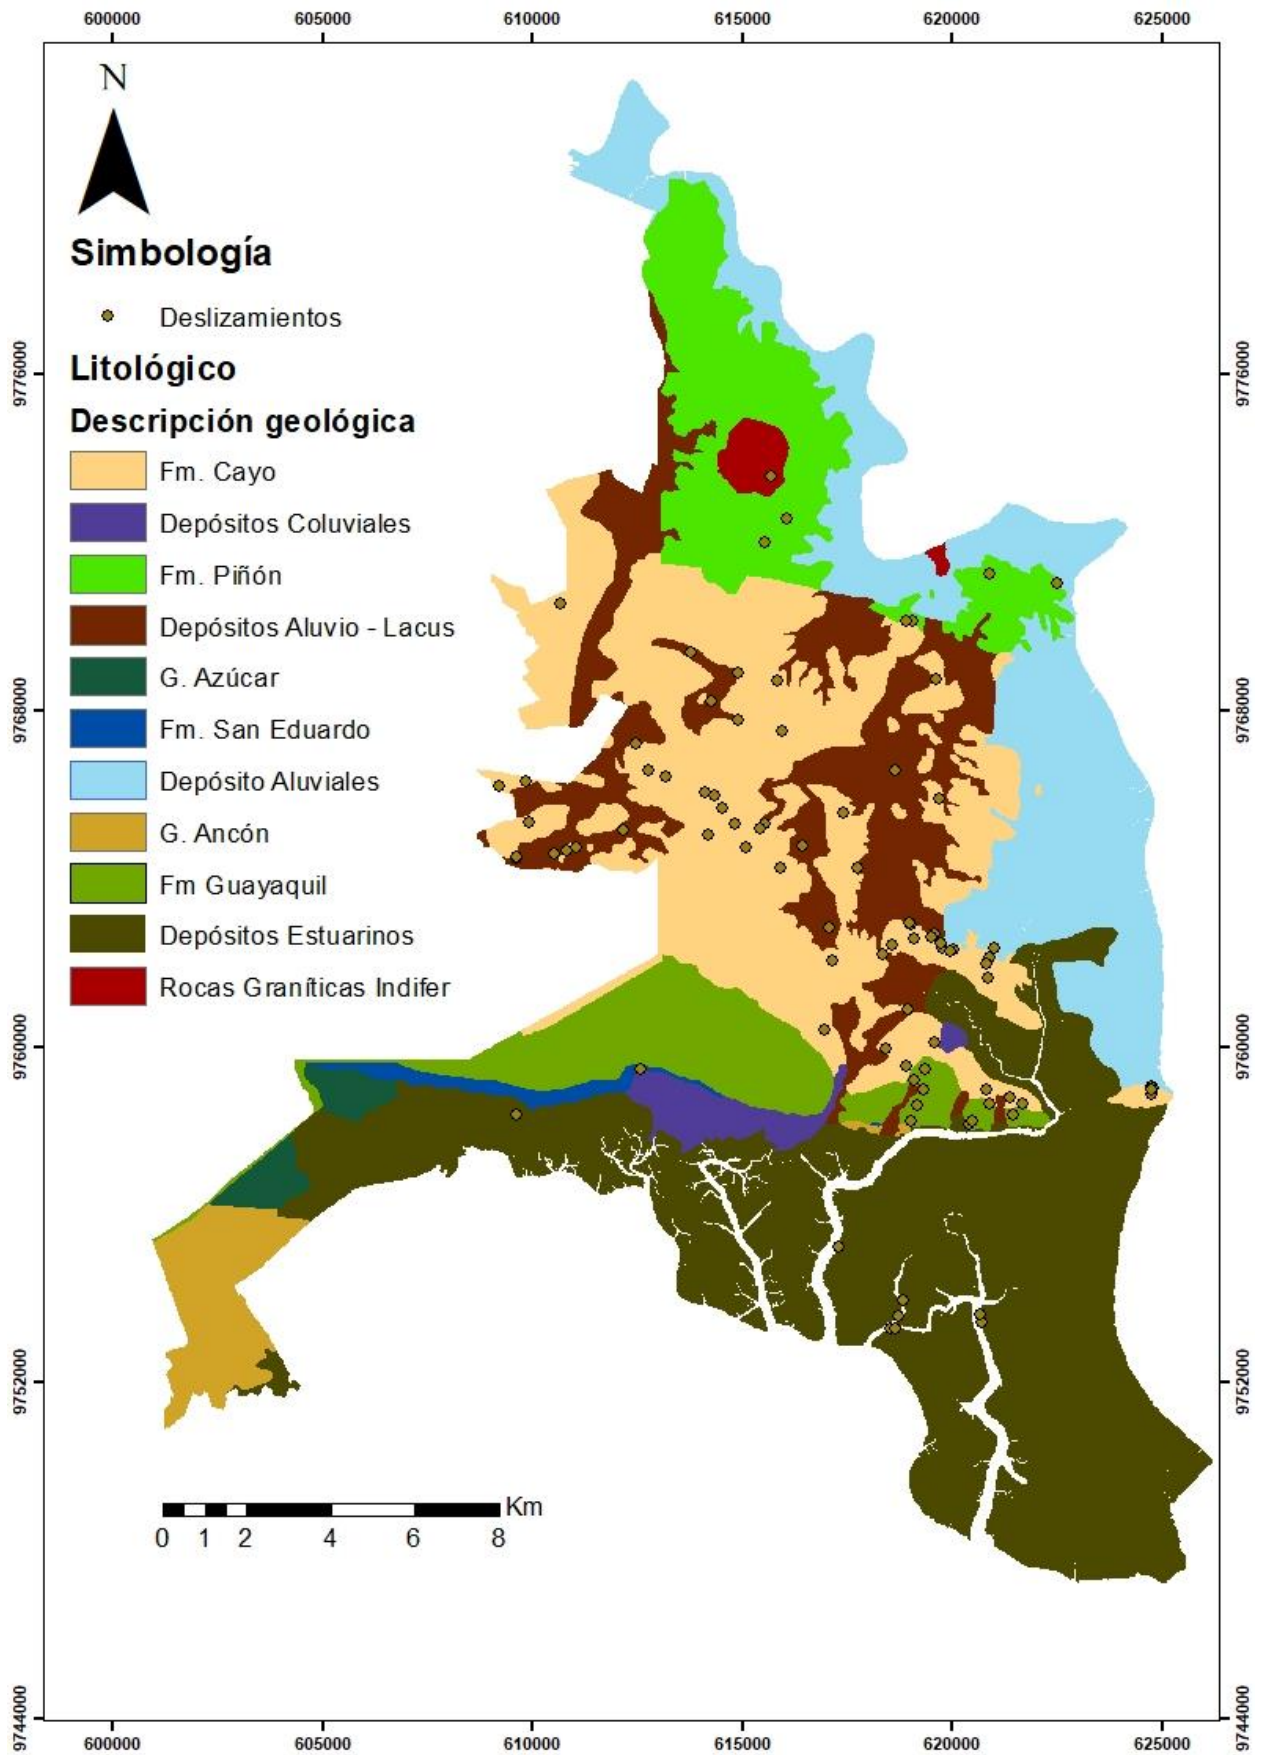 600000 605000 610000 615000 620000 625000
N
Simbología
Deslizamientos
Litológico
Descripción geológica
Fm. Cayo
Depósitos Coluviales
Fm. Piñón
Depósitos Aluvio - Lacus
G. Azúcar
Fm. San Eduardo
Depósito Aluviales
G. Ancón
Fm Guayaquil
Depósitos Estuarinos
Rocas Graníticas Indifer
9776000 9776000
9768000 9768000
9760000 9760000
9752000 9752000
9744000 9744000
Km
0 1 2 4 6 8
600000 605000 610000 615000 620000 625000